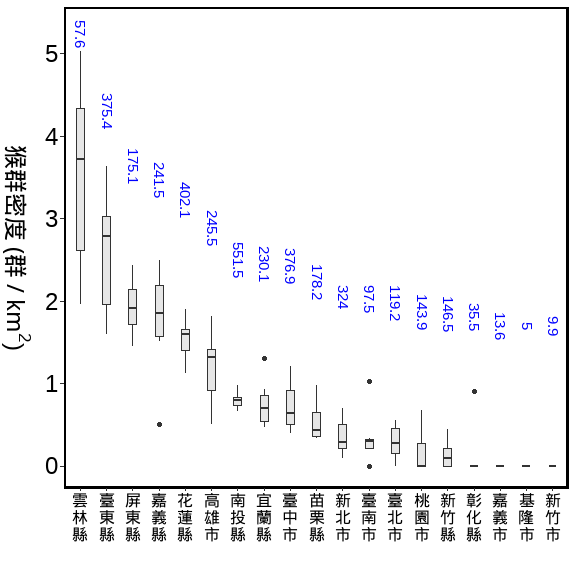 猴群密度 (群 / km2)
5
4
3
2
1
0
57.6
375.4
175.1
241.5
402.1
245.5
551.5
230.1
376.9
178.2
324
97.5
119.2
143.9
146.5
35.5
13.6
5
9.9
雲林縣
臺東縣
屏東縣
嘉義縣
花蓮縣
高雄市
南投縣
宜蘭縣
臺中市
苗栗縣
新北市
臺南市
臺北市
桃園市
新竹縣
彰化縣
嘉義市
基隆市
新竹市